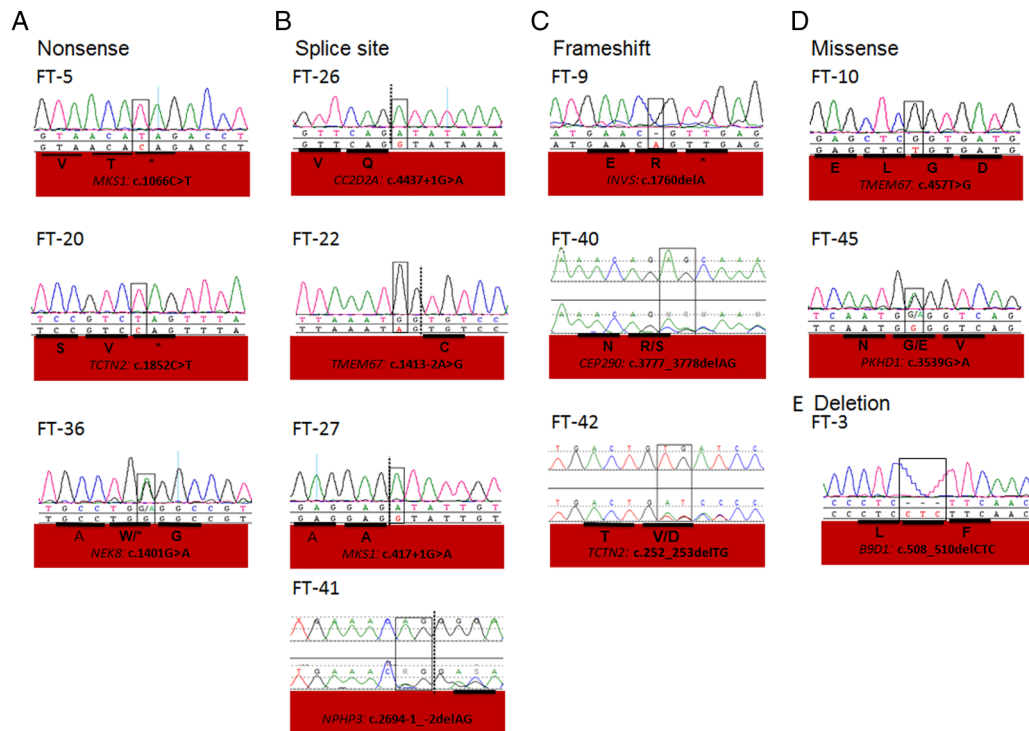 A
Nonsense
FT-5
G T A A C A T A G A C C T
G T A A C A C A G A C C T
V T *
MKS1: c.1066C>T
FT-20
T C C G T C T A G T T T A
T C C G T C C A G T T T A
S V *
TCTN2: c.1852C>T
FT-36
T G C C T G G/A G G C C G T
T G C C T G G G G C C G T
A W/* G
NEK8: c.1401G>A
B
Splice site
FT-26
G T T C A G A T A T A A A
G T T C A G G T A T A A A
V Q
CC2D2A: c.4437+1G>A
FT-22
T T A A A T G G T G T C C
T T A A A T A G T G T C C
C
TMEM67: c.1413-2A>G
FT-27
G A G G A G A T A T T G T
G A G G A G G T A T T G T
A A
MKS1: c.417+1G>A
FT-41
T G A A A C A G G G G A
T G A A A C R G G A S A
NPHP3: c.2694-1_-2delAG
C
Frameshift
FT-9
A T G A A C - G T T G A G
A T G A A C A G T T G A G
E R *
INVS: c.1760delA
FT-40
A A A C A G A G C A A A
A A A C A G
N R/S
CEP290: c.3777_3778delAG
FT-42
T G A C T G T G A T C C
T G A C T G A T C C C C
T V/D
TCTN2: c.252_253delTG
D
Missense
FT-10
G A G C T C G G T G A T G
G A G C T C T G T G A T G
E L G D
TMEM67: c.457T>G
FT-45
T C A A T G G/A G G T C A G
T C A A T G G G G T C A G
N G/E V
PKHD1: c.3539G>A
E Deletion
FT-3
C C C T C - - - T T C A A C
C C C T C C T C T T C A A C
L F
B9D1: c.508_510delCTC